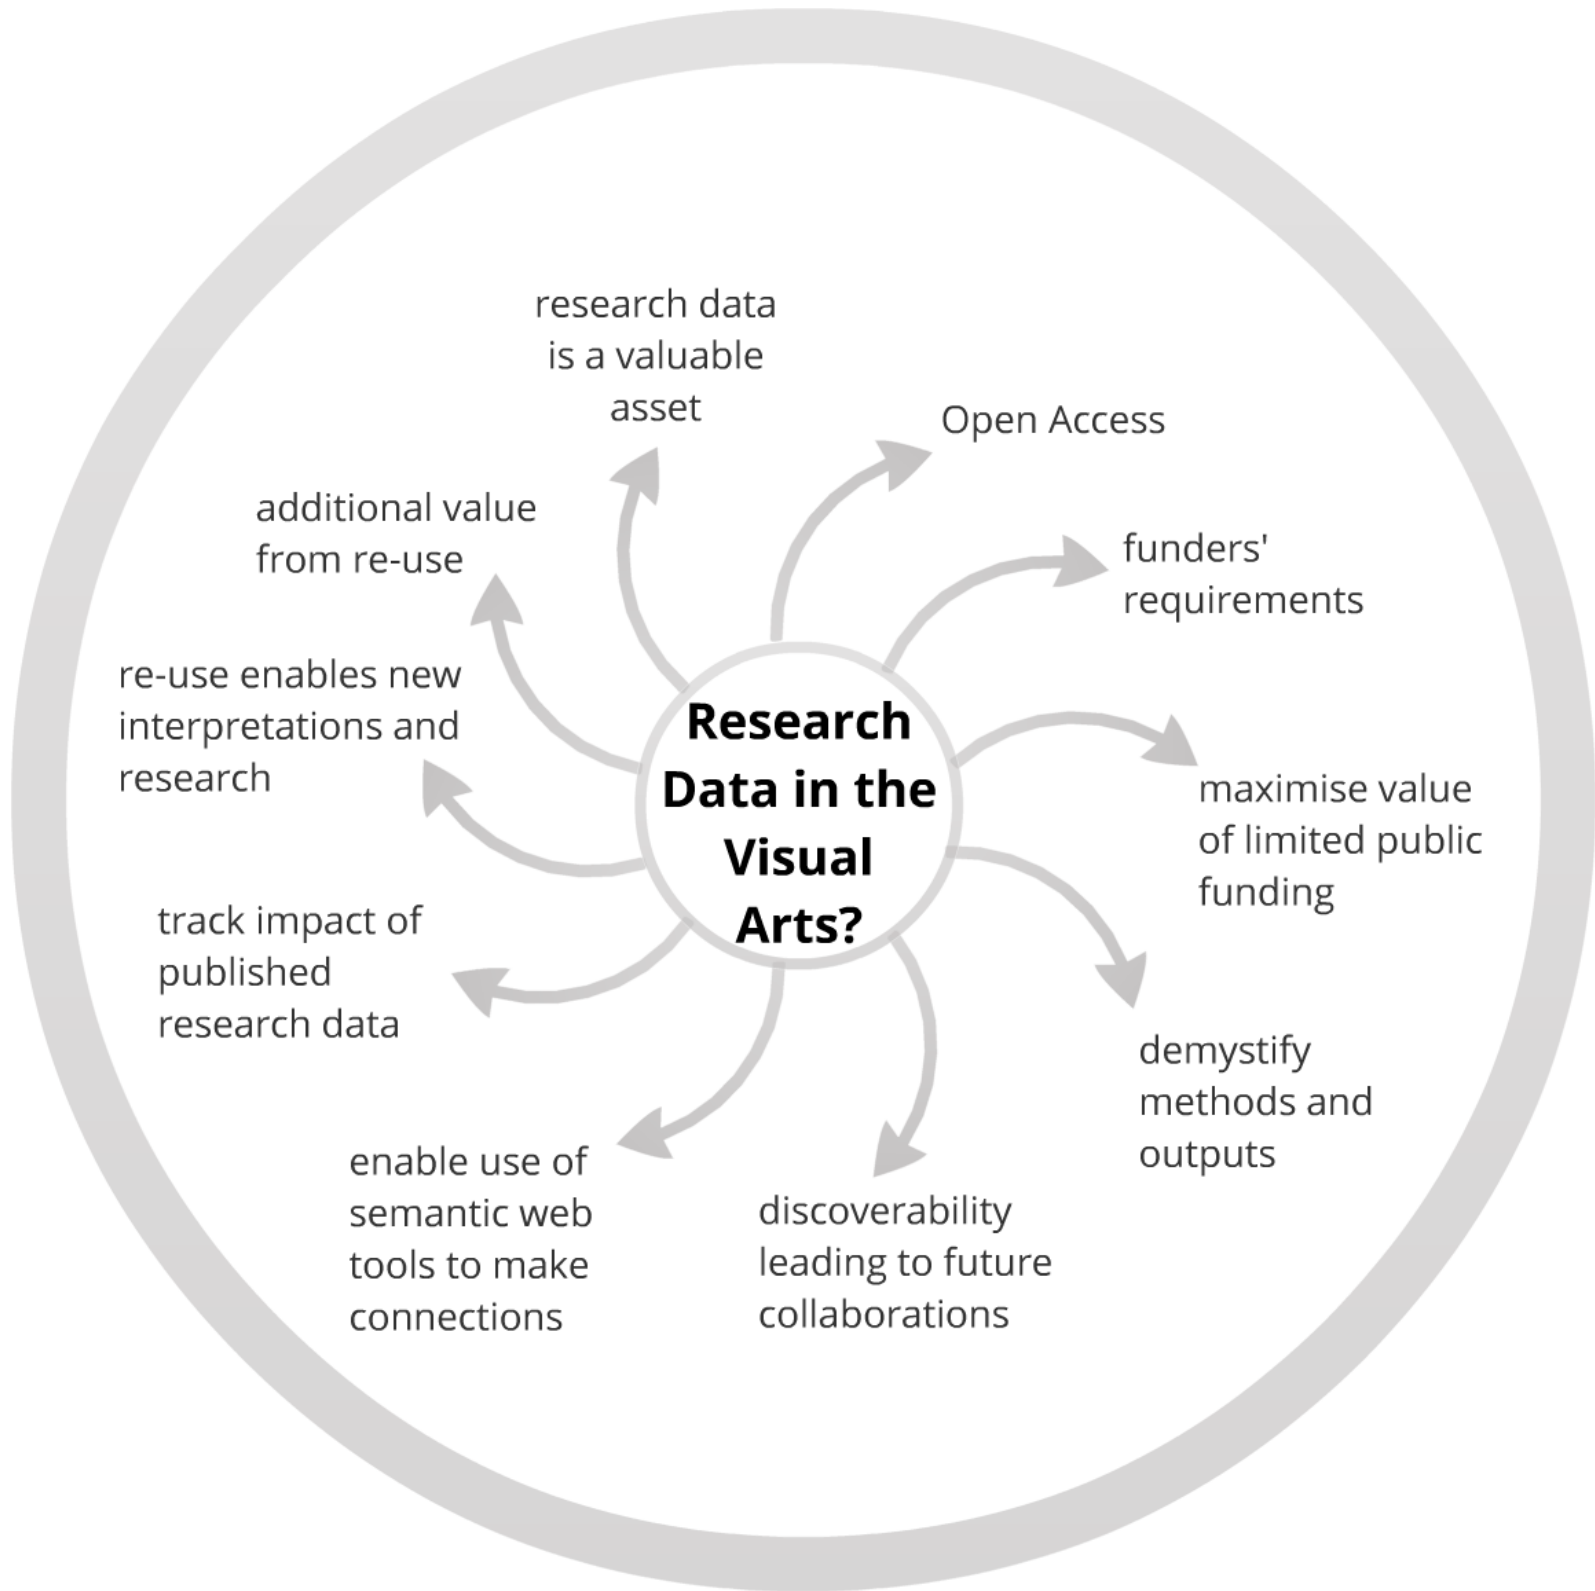 research data
is a valuable
asset
Open Access
funders'
requirements
maximise value
of limited public
funding
demystify
methods and
outputs
discoverability
leading to future
collaborations
enable use of
semantic web
tools to make
connections
track impact of
published
research data
re-use enables new
interpretations and
research
additional value
from re-use
Research
Data in the
Visual
Arts?